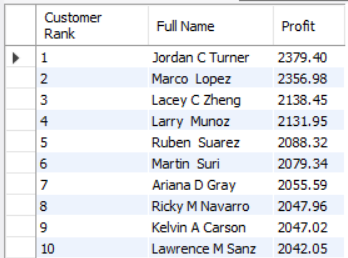 Customer Rank Full Name Profit
1 Jordan C Turner 2379.40
2 Marco  Lopez 2356.98
3 Lacey C Zheng 2138.45
4 Larry  Munoz 2131.95
5 Ruben  Suarez 2088.32
6 Martin  Suri 2079.34
7 Ariana D Gray 2055.59
8 Ricky M Navarro 2047.96
9 Kelvin A Carson 2047.02
10 Lawrence M Sanz 2042.05